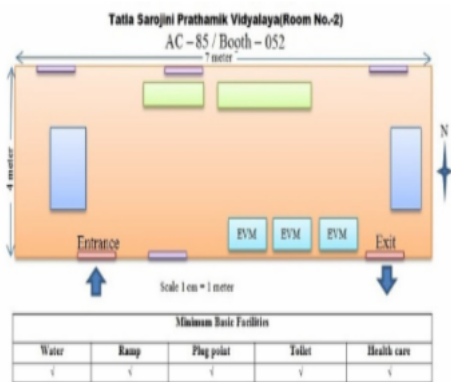 Tatla Sarojini Prathamik Vidyalaya(Room No.-2)
AC – 85 / Booth – 052
7 meter
4 meter
N
EVM EVM EVM
Entrance
Exit
Scale 1 cm = 1 meter
Minimum Basic Facilities
Water Ramp Plug point Toilet Health care
√ √ √ √ √